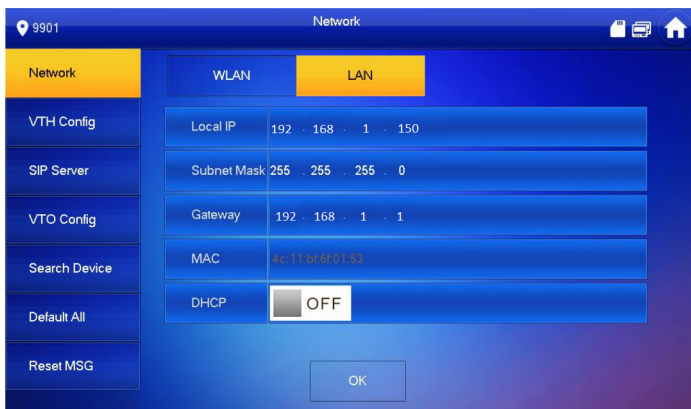 9901
Network
Network
WLAN
LAN
VTH Config
Local IP 192 . 168 . 1 . 150
SIP Server
Subnet Mask 255 . 255 . 255 . 0
VTO Config
Gateway 192 . 168 . 1 . 1
Search Device
MAC 4c:11:bf:6f:01:53
Default All
DHCP OFF
Reset MSG
OK